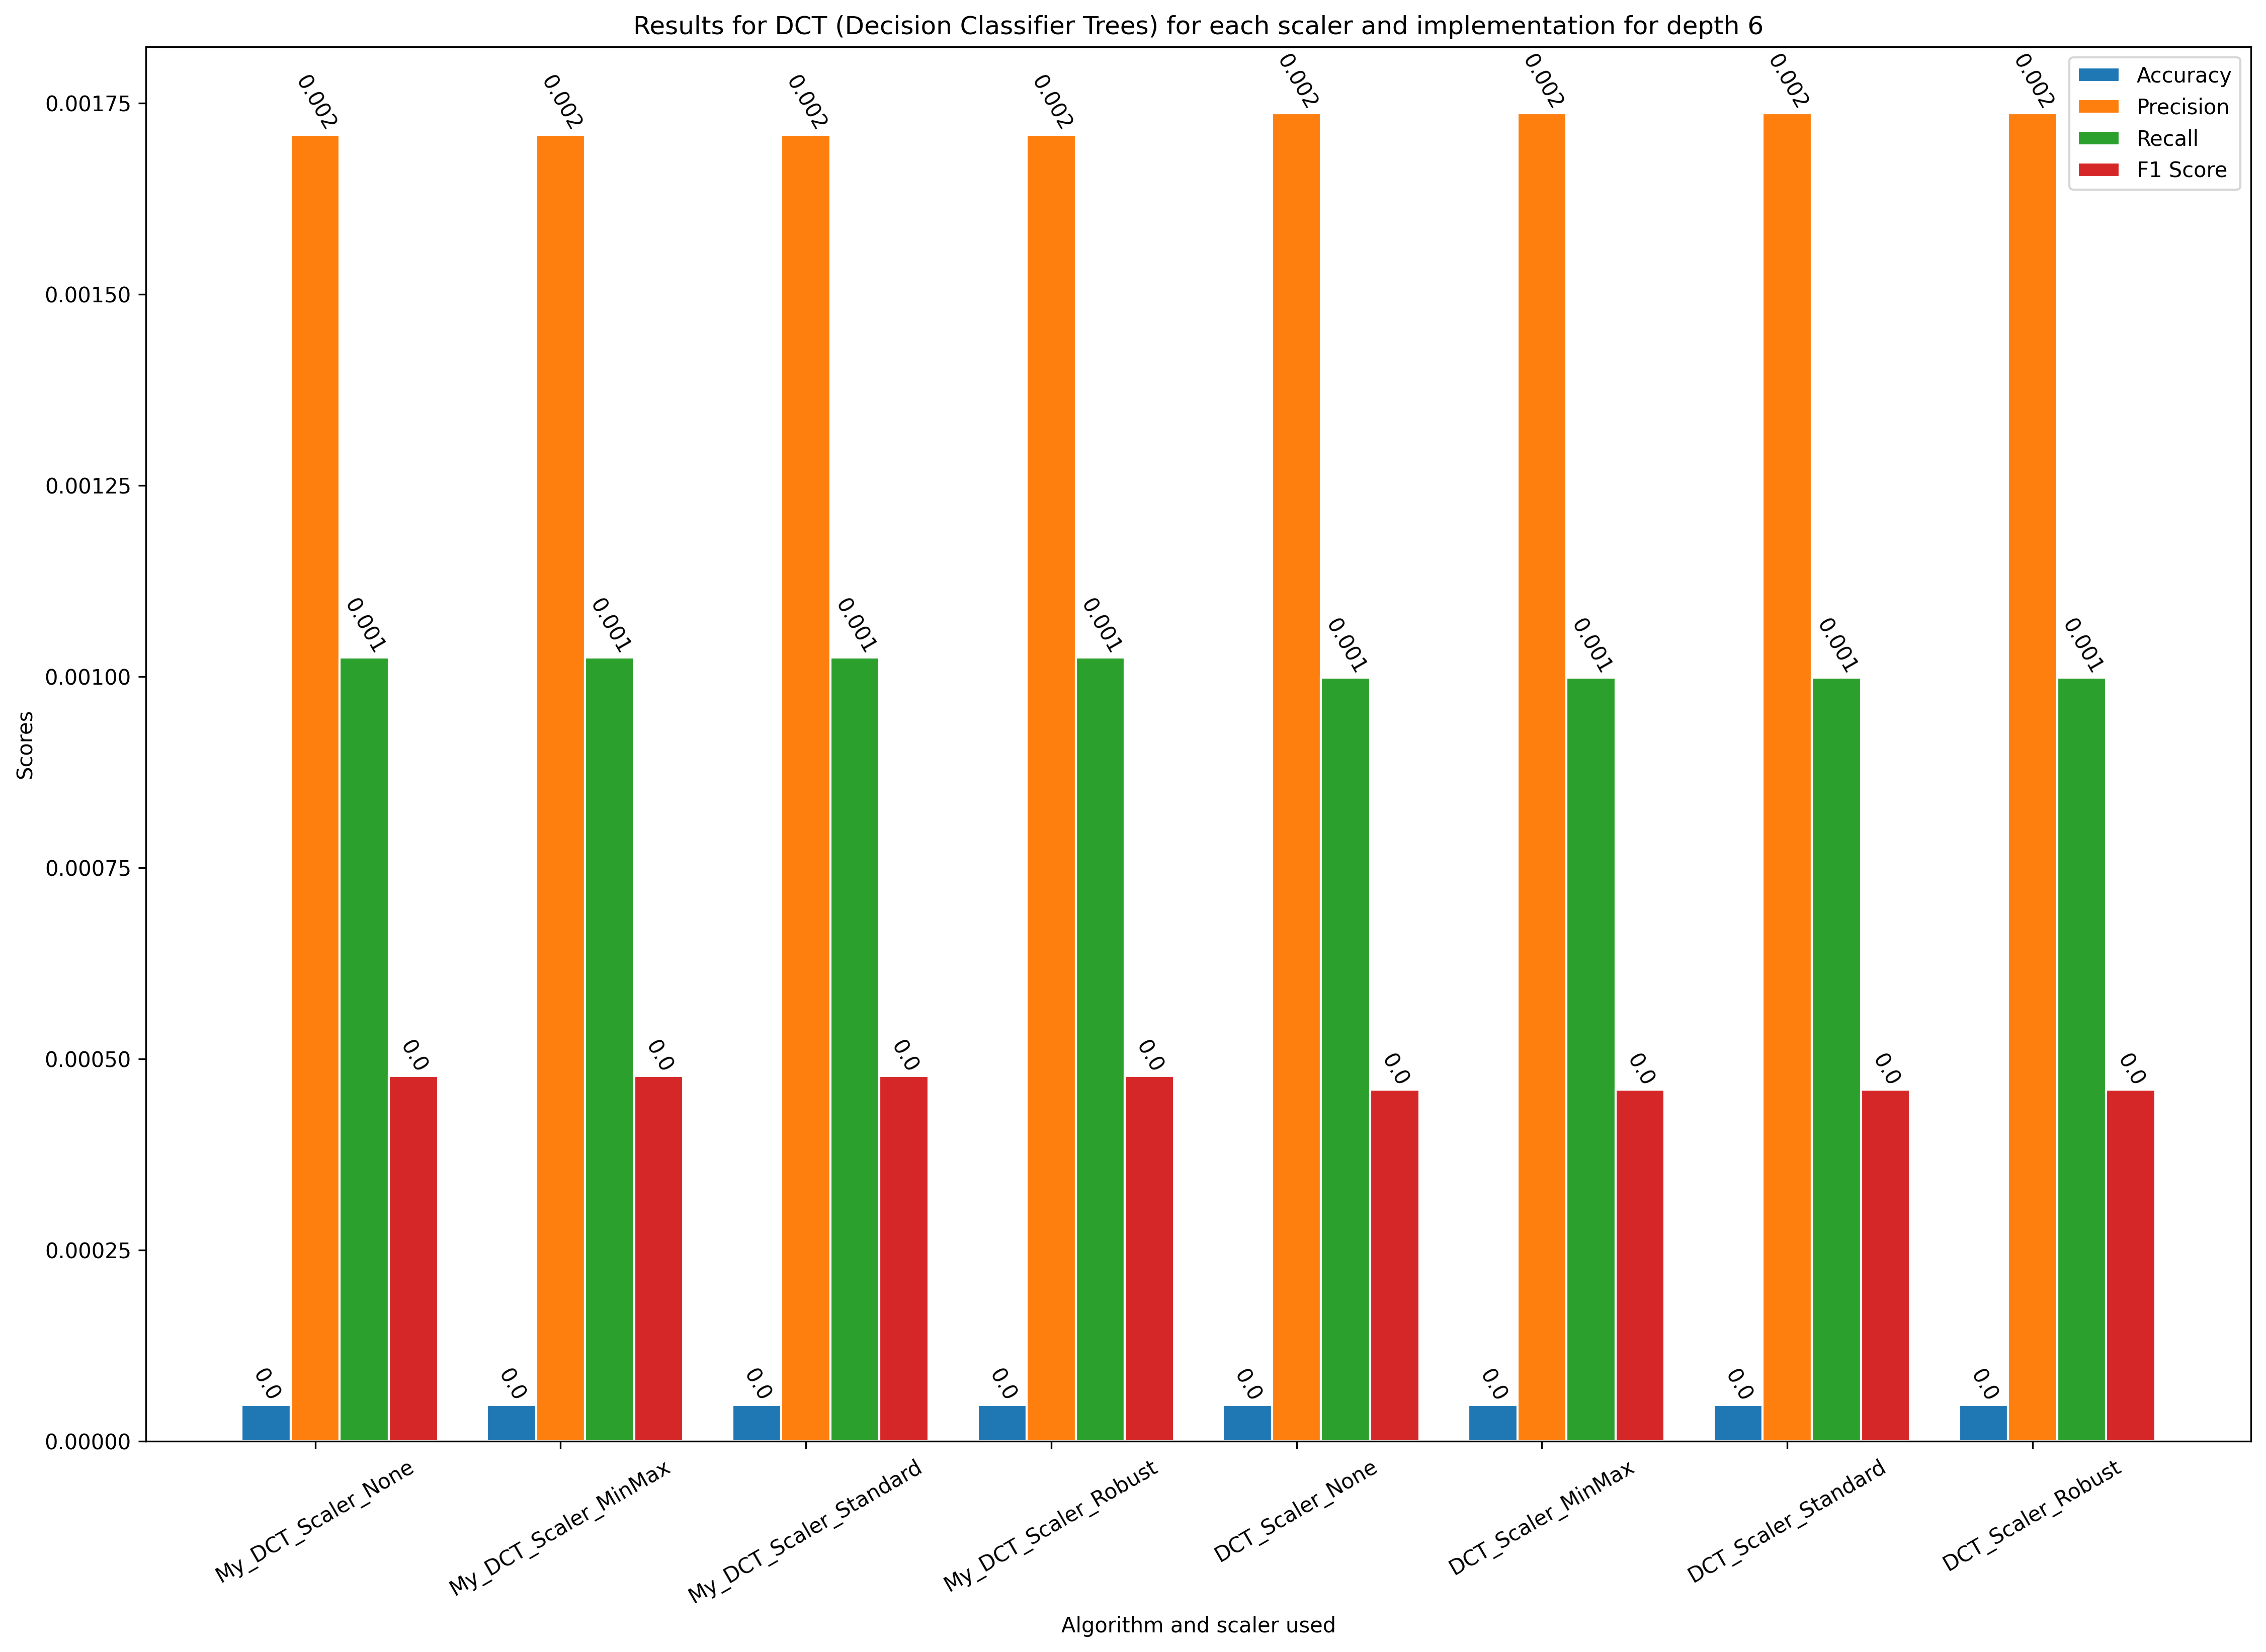 Results for DCT (Decision Classifier Trees) for each scaler and implementation for depth 6
Accuracy
Precision
Recall
F1 Score
Scores
0.00175
0.00150
0.00125
0.00100
0.00075
0.00050
0.00025
0.00000
0.0 0.002 0.001 0.0
0.0 0.002 0.001 0.0
0.0 0.002 0.001 0.0
0.0 0.002 0.001 0.0
0.0 0.002 0.001 0.0
0.0 0.002 0.001 0.0
0.0 0.002 0.001 0.0
0.0 0.002 0.001 0.0
My_DCT_Scaler_None
My_DCT_Scaler_MinMax
My_DCT_Scaler_Standard
My_DCT_Scaler_Robust
DCT_Scaler_None
DCT_Scaler_MinMax
DCT_Scaler_Standard
DCT_Scaler_Robust
Algorithm and scaler used